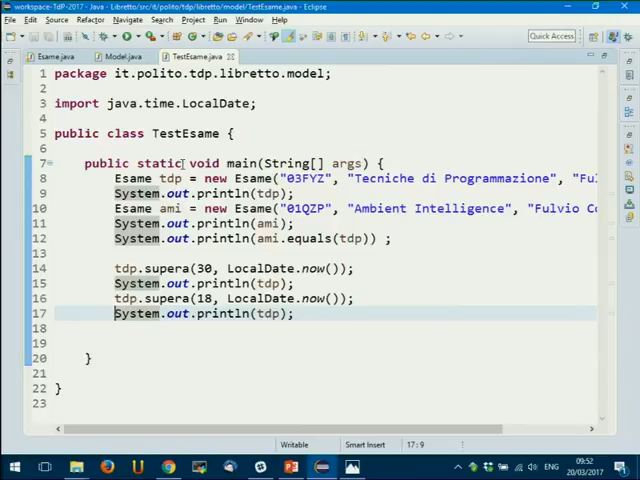 workspace-TdP-2017 - Java - Libretto/src/it/polito/tdp/libretto/model/TestEsame.java - Eclipse
File Edit Source Refactor Navigate Search Project Run Window Help
Quick Access
Esame.java Model.java TestEsame.java
1 package it.polito.tdp.libretto.model;
2
3 import java.time.LocalDate;
4
5 public class TestEsame {
6
7 public static void main(String[] args) {
8 Esame tdp = new Esame("03FYZ", "Tecniche di Programmazione", "Ful
9 System.out.println(tdp);
10 Esame ami = new Esame("01QZP", "Ambient Intelligence", "Fulvio Co
11 System.out.println(ami);
12 System.out.println(ami.equals(tdp)) ;
13
14 tdp.supera(30, LocalDate.now());
15 System.out.println(tdp);
16 tdp.supera(18, LocalDate.now());
17 System.out.println(tdp);
18
19
20 }
21
22 }
23
Writable Smart Insert 17 : 9
ENG 09:52
20/03/2017